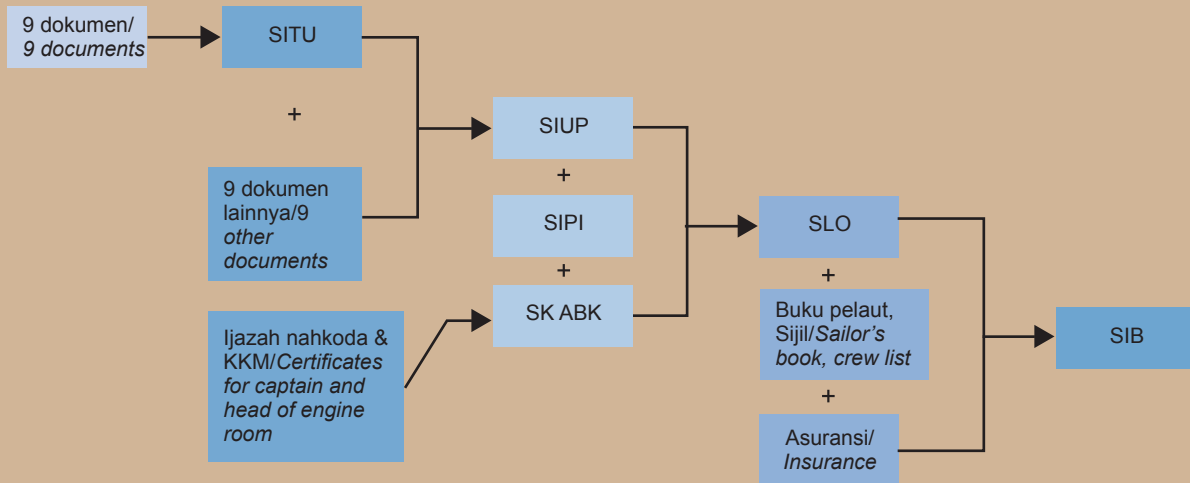 9 dokumen/
9 documents
SITU
+
9 dokumen
lainnya/9
other
documents
Ijazah nahkoda &
KKM/Certificates
for captain and
head of engine
room
SIUP
+
SIPI
+
SK ABK
SLO
+
Buku pelaut,
Sijil/Sailor’s
book, crew list
+
Asuransi/
Insurance
SIB